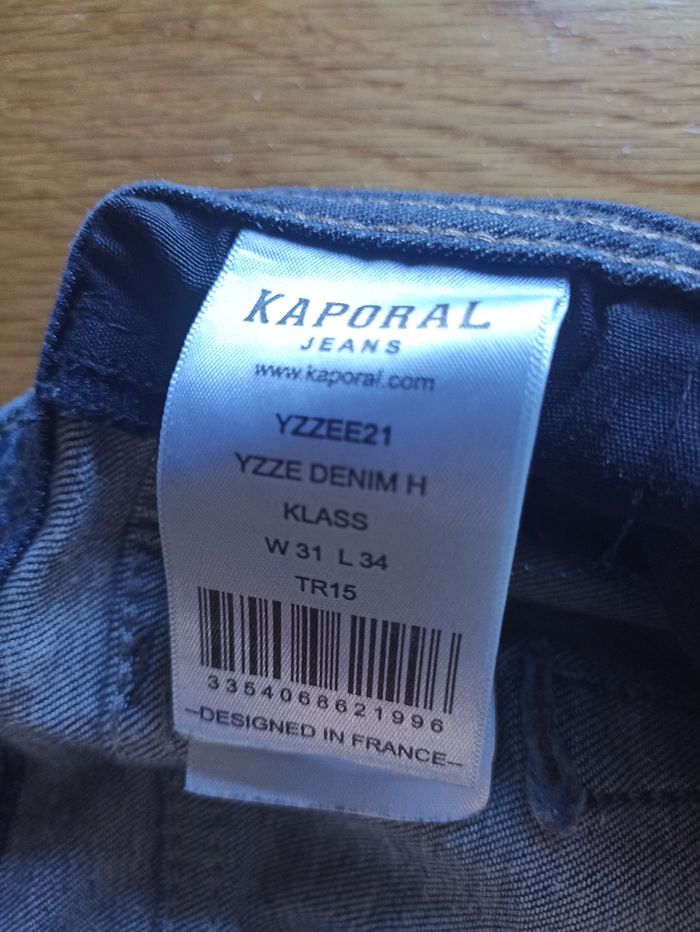 KAPORAL
JEANS
www.kaporal.com
YZZEE21
YZZE DENIM H
KLASS
W 31 L 34
TR15
3354068621996
--DESIGNED IN FRANCE--